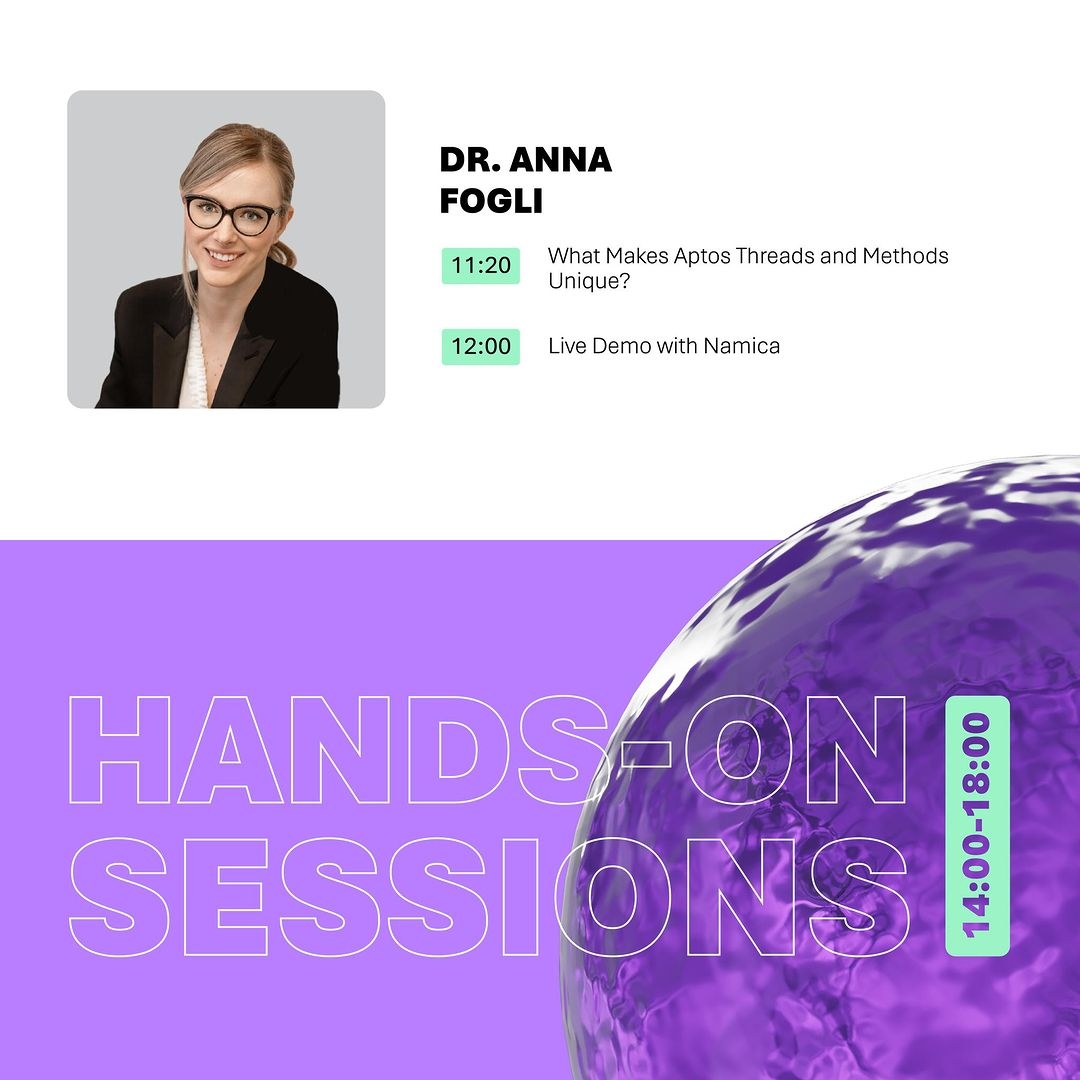 DR. ANNA
FOGLI
11:20
What Makes Aptos Threads and Methods
Unique?
12:00
Live Demo with Namica
HANDS-ON
SESSIONS
14:00-18:00